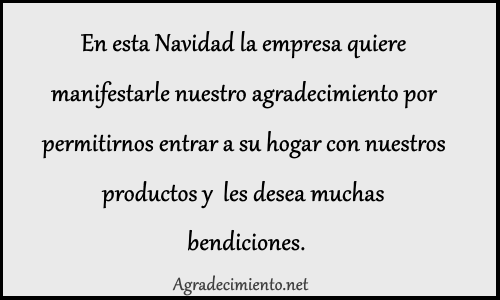 En esta Navidad la empresa quiere
manifestarle nuestro agradecimiento por
permitirnos entrar a su hogar con nuestros
productos y les desea muchas
bendiciones.
Agradecimiento.net